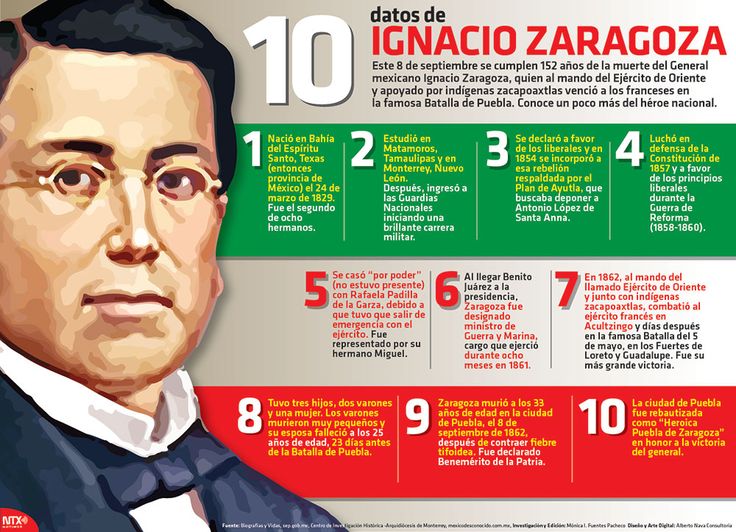 10
datos de
IGNACIO ZARAGOZA
Este 8 de septiembre se cumplen 152 años de la muerte del General
mexicano Ignacio Zaragoza, quien al mando del Ejército de Oriente
y apoyado por indígenas zacapoaxtlas venció a los franceses en
la famosa Batalla de Puebla. Conoce un poco más del héroe nacional.
1
Nació en Bahía
del Espíritu
Santo, Texas
(entonces
provincia de
México) el 24 de
marzo de 1829.
Fue el segundo
de ocho
hermanos.
2
Estudió en
Matamoros,
Tamaulipas y en
Monterrey, Nuevo
León.
Después, ingresó a
las Guardias
Nacionales
iniciando una
brillante carrera
militar.
3
Se declaró a favor
de los liberales y en
1854 se incorporó a
esa rebelión
respaldada por el
Plan de Ayutla, que
buscaba deponer a
Antonio López de
Santa Anna.
4
Luchó en
defensa de la
Constitución de
1857 y a favor
de los principios
liberales
durante la
Guerra de
Reforma
(1858-1860).
5
Se casó “por poder”
(no estuvo presente)
con Rafaela Padilla
de la Garza, debido a
que tuvo que salir de
emergencia con el
ejército. Fue
representado por su
hermano Miguel.
6
Al llegar Benito
Juárez a la
presidencia,
Zaragoza fue
designado
ministro de
Guerra y Marina,
cargo que ejerció
durante ocho
meses en 1861.
7
En 1862, al mando del
llamado Ejército de Oriente
y junto con indígenas
zacapoaxtlas, combatió al
ejército francés en
Acultzingo y días después
en la famosa Batalla del 5
de mayo, en los Fuertes de
Loreto y Guadalupe. Fue su
más grande victoria.
8
Tuvo tres hijos, dos varones
y una mujer. Los varones
murieron muy pequeños y
su esposa falleció a los 25
años de edad, 23 días antes
de la Batalla de Puebla.
9
Zaragoza murió a los 33
años de edad en la ciudad
de Puebla, el 8 de
septiembre de 1862,
después de contraer fiebre
tifoidea. Fue declarado
Benemérito de la Patria.
10
La ciudad de Puebla
fue rebautizada
como “Heroica
Puebla de Zaragoza”
en honor a la victoria
del general.
NTX
Fuente: Biografías y Vidas, sep.gob.mx, Centro de Investigación Histórica -Arquidiócesis de Monterrey, mexicodesconocido.com.mx, Investigación y Edición: Mónica I. Fuentes Pacheco Diseño y Arte Digital: Alberto Nava Consultoría